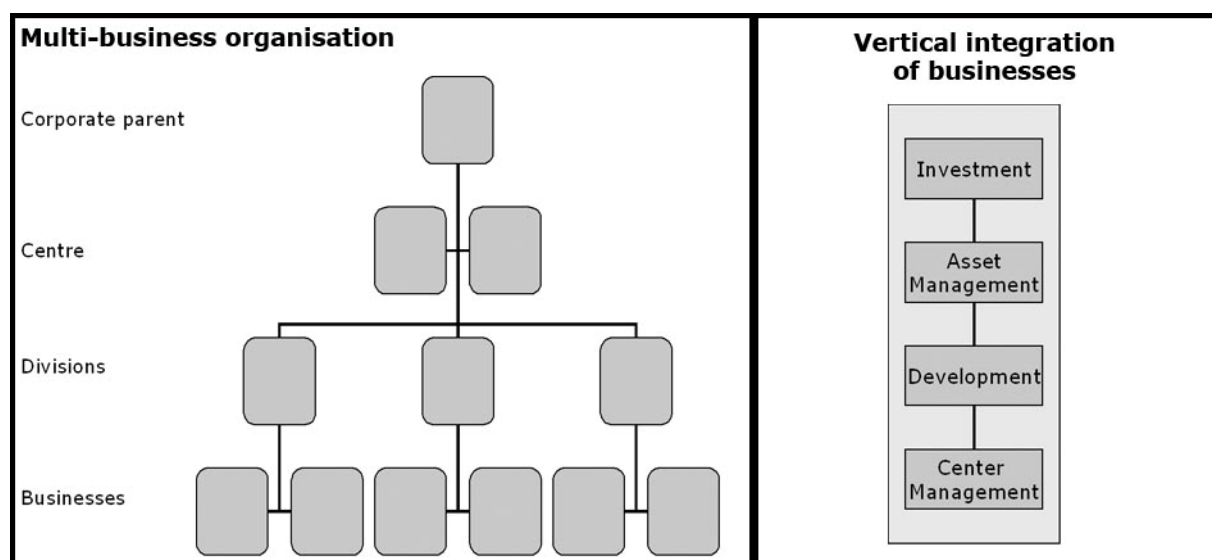 Multi-business organisation
Corporate parent
Centre
Divisions
Businesses
Vertical integration
of businesses
Investment
Asset
Management
Development
Center
Management